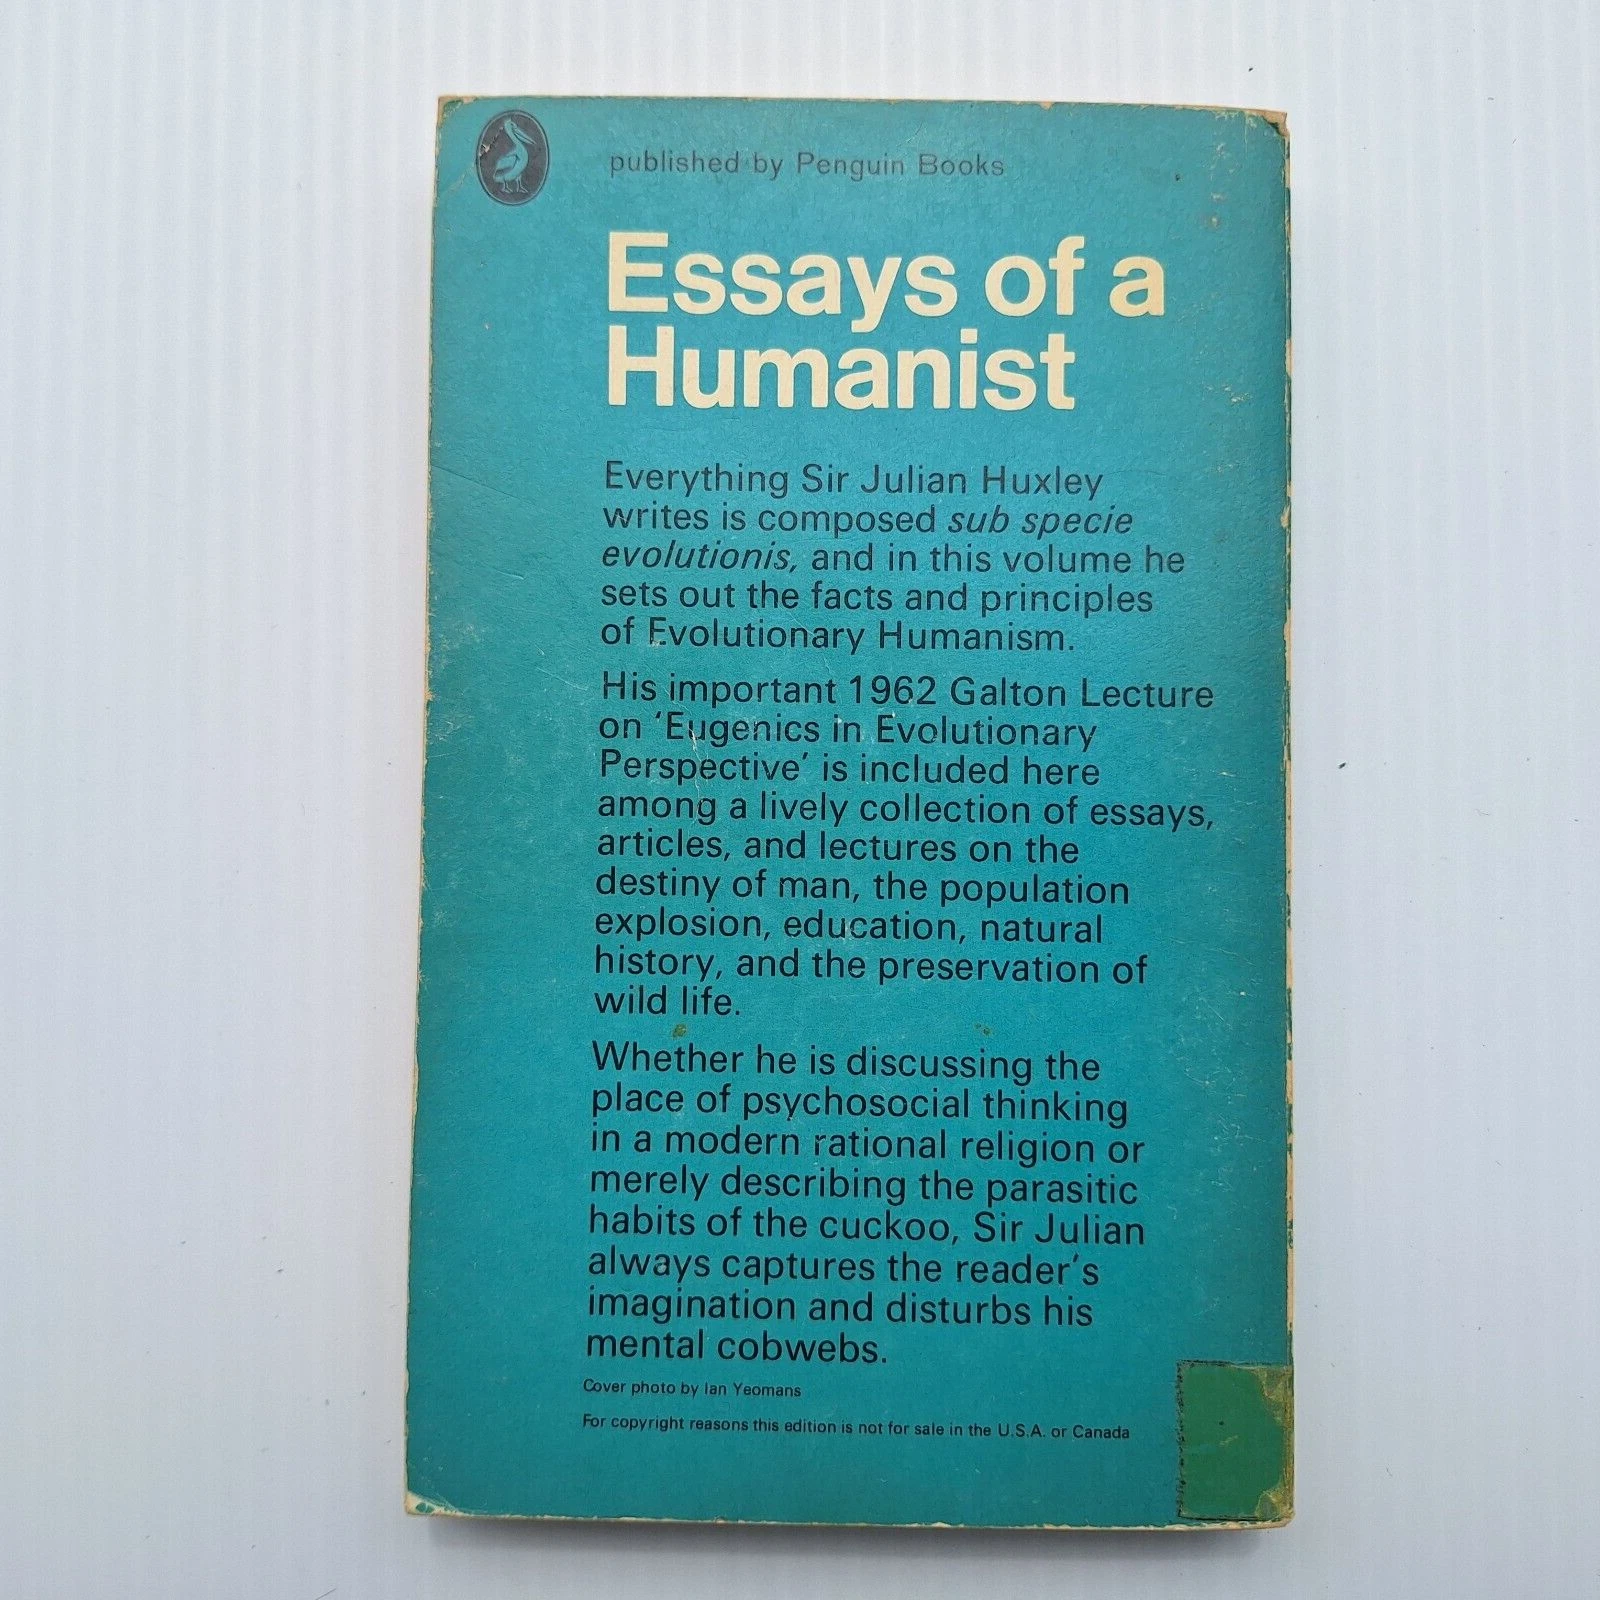 published by Penguin Books
Essays of a
Humanist
Everything Sir Julian Huxley
writes is composed sub specie
evolutionis, and in this volume he
sets out the facts and principles
of Evolutionary Humanism.
His important 1962 Galton Lecture
on ‘Eugenics in Evolutionary
Perspective’ is included here
among a lively collection of essays,
articles, and lectures on the
destiny of man, the population
explosion, education, natural
history, and the preservation of
wild life.
Whether he is discussing the
place of psychosocial thinking
in a modern rational religion or
merely describing the parasitic
habits of the cuckoo, Sir Julian
always captures the reader’s
imagination and disturbs his
mental cobwebs.
Cover photo by Ian Yeomans
For copyright reasons this edition is not for sale in the U.S.A. or Canada